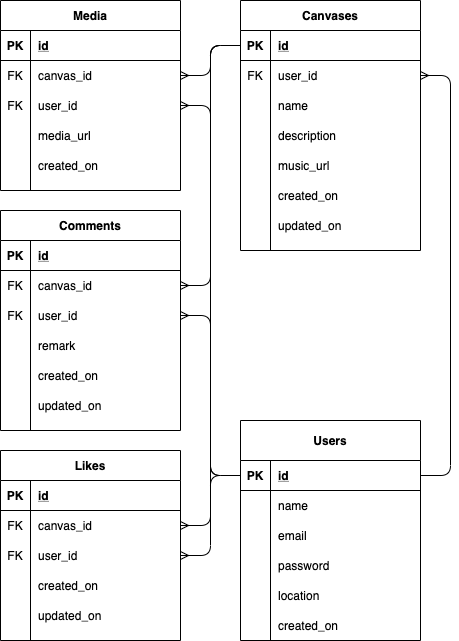 Media
PK id
FK canvas_id
FK user_id
media_url
created_on
Canvases
PK id
FK user_id
name
description
music_url
created_on
updated_on
Comments
PK id
FK canvas_id
FK user_id
remark
created_on
updated_on
Users
PK id
name
email
password
location
created_on
Likes
PK id
FK canvas_id
FK user_id
created_on
updated_on